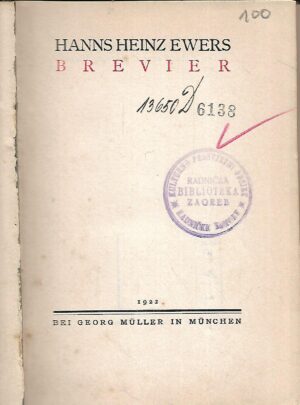 100
HANNS HEINZ EWERS
BREVIER
13650 D 6138
RADNIČKA
BIBLIOTEKA
ZAGREB
1922
BEI GEORG MÜLLER IN MÜNCHEN